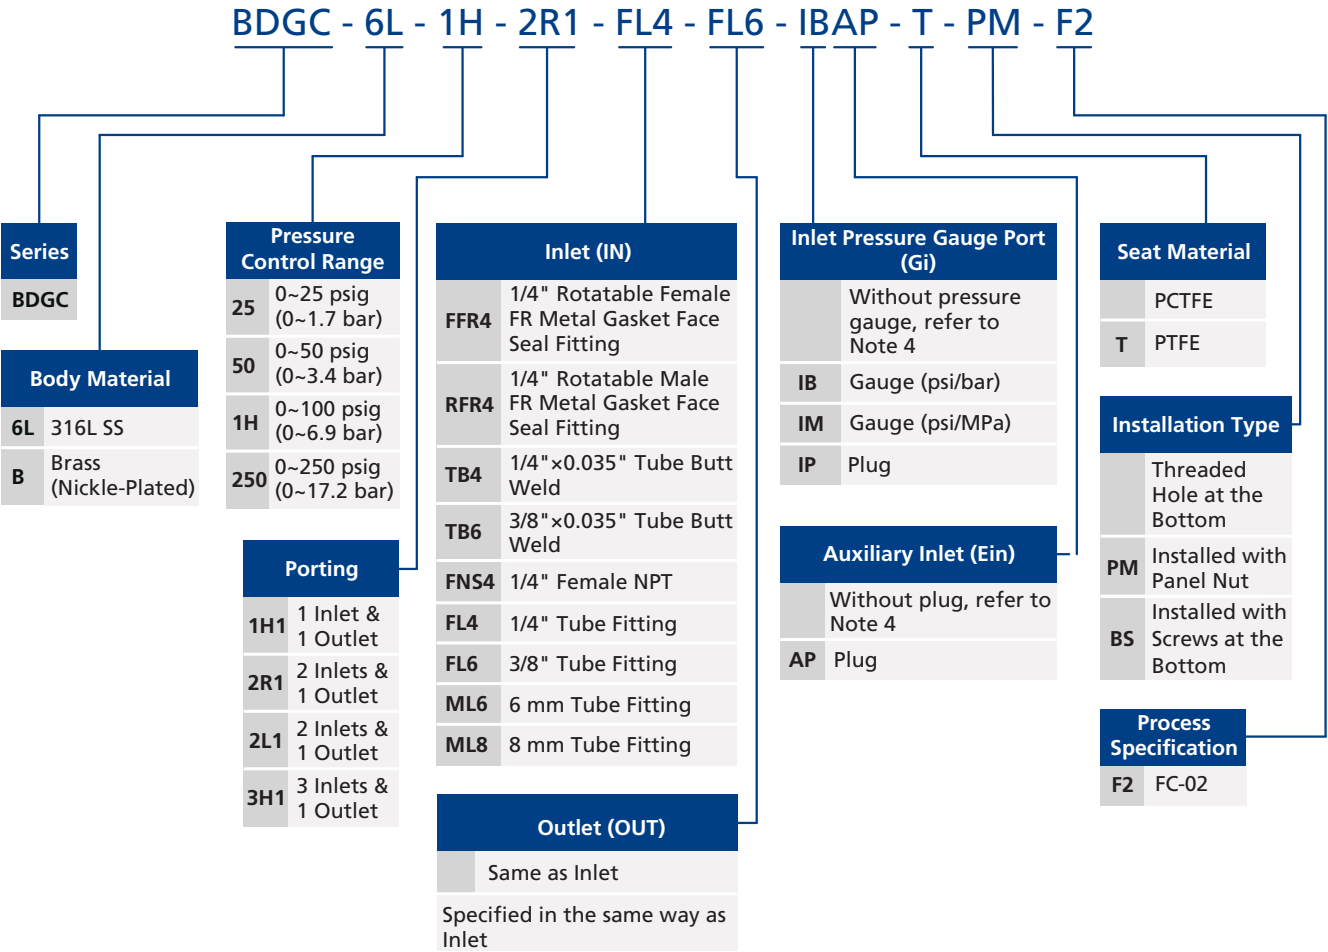 BDGC - 6L - 1H - 2R1 - FL4 - FL6 - IBAP - T - PM - F2
Series
BDGC
Body Material
6L 316L SS
B Brass
(Nickle-Plated)
Pressure
Control Range
25 0~25 psig
(0~1.7 bar)
50 0~50 psig
(0~3.4 bar)
1H 0~100 psig
(0~6.9 bar)
250 0~250 psig
(0~17.2 bar)
Porting
1H1 1 Inlet &
1 Outlet
2R1 2 Inlets &
1 Outlet
2L1 2 Inlets &
1 Outlet
3H1 3 Inlets &
1 Outlet
Inlet (IN)
FFR4 1/4" Rotatable Female
FR Metal Gasket Face
Seal Fitting
RFR4 1/4" Rotatable Male
FR Metal Gasket Face
Seal Fitting
TB4 1/4"×0.035" Tube Butt
Weld
TB6 3/8"×0.035" Tube Butt
Weld
FNS4 1/4" Female NPT
FL4 1/4" Tube Fitting
FL6 3/8" Tube Fitting
ML6 6 mm Tube Fitting
ML8 8 mm Tube Fitting
Outlet (OUT)
Same as Inlet
Specified in the same way as
Inlet
Inlet Pressure Gauge Port
(Gi)
Without pressure
gauge, refer to
Note 4
IB Gauge (psi/bar)
IM Gauge (psi/MPa)
IP Plug
Auxiliary Inlet (Ein)
Without plug, refer to
Note 4
AP Plug
Seat Material
PCTFE
T PTFE
Installation Type
Threaded
Hole at the
Bottom
PM Installed with
Panel Nut
BS Installed with
Screws at the
Bottom
Process
Specification
F2 FC-02